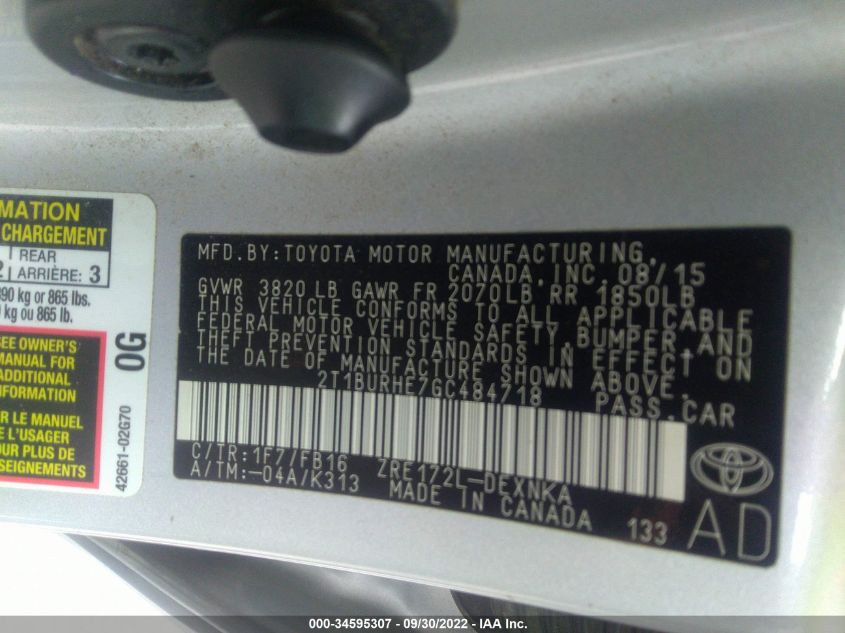 MATION
CHARGEMENT
2 REAR
ARRIÈRE: 3
390 kg or 865 lbs.
kg ou 865 lb.
SEE OWNER'S
MANUAL FOR
ADDITIONAL
INFORMATION
LE MANUEL
L'USAGER
POUR PLUS DE
0G
42661-02G70
MFD.BY:TOYOTA MOTOR MANUFACTURING,
CANADA,INC. 08/15
GVWR 3820 LB GAWR FR 2070LB RR 1850LB
THIS VEHICLE CONFORMS TO ALL APPLICABLE
FEDERAL MOTOR VEHICLE SAFETY,BUMPER,AND
THEFT PREVENTION STANDARDS IN EFFECT ON
THE DATE OF MANUFACTURE SHOWN ABOVE.
2T1BURHE7GC484718 PASS.CAR
C/TR:1F7/FB16 ZRE172L-DEXNKA
A/TM:-04A/K313 MADE IN CANADA
133
AD
000-34595307 - 09/30/2022 - IAA Inc.